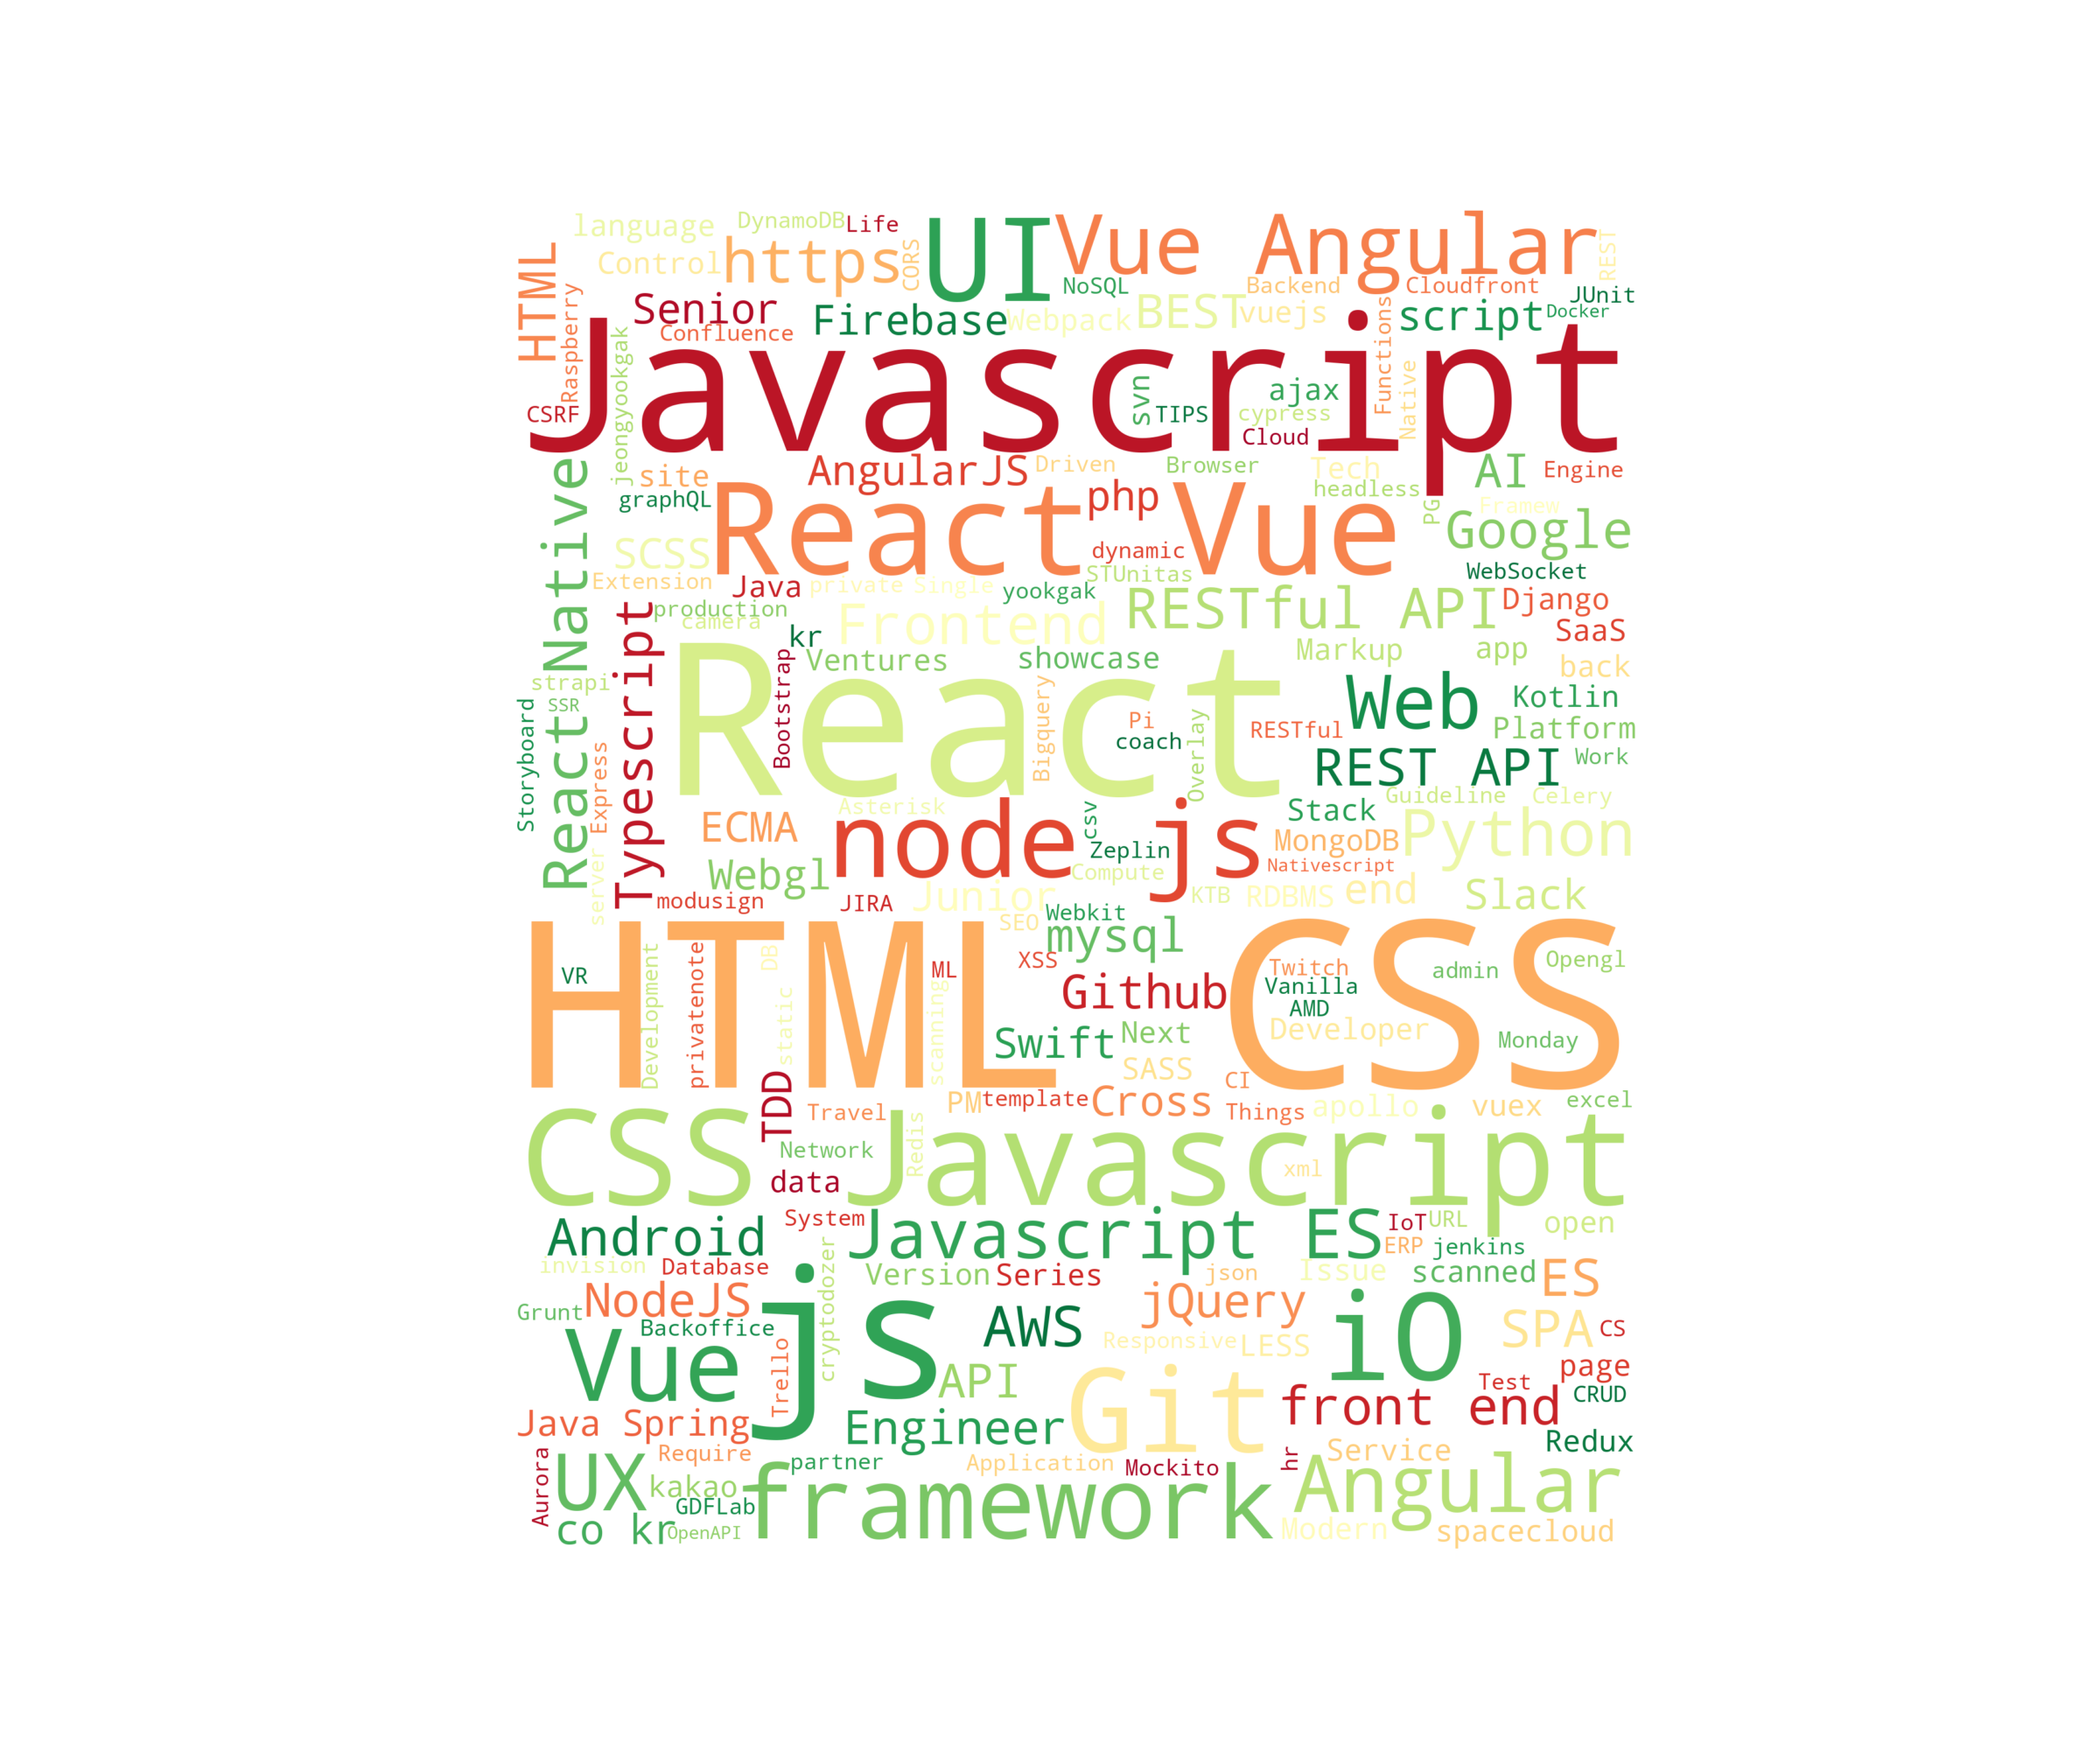 language
DynamoDB
Life
Control
https
CORS
UI
Vue Angular
REST
HTML
Raspberry
Senior
Confluence
Firebase
NoSQL
Webpack
BEST
Backend
vuejs
Cloudfront
script
JUnit
Docker
Functions
jeongyookgak
Javascript
CSRF
svn
TIPS
ajax
cypress
Cloud
Native
React Native
site
graphQL
AngularJS
Driven
Browser
Tech
headless
AI
Engine
React Vue
php
PG
Framew
Google
SCSS
dynamic
STUnitas
WebSocket
Extension
Java
private
Single
yookgak
RESTful API
Django
production
camera
kr
Frontend
SaaS
Typescript
Ventures
showcase
Markup
app
back
strapi
SSR
Storyboard
Express
React
Bootstrap
Bigquery
Pi
coach
Overlay
RESTful
Web
Kotlin
Platform
REST API
Work
Asterisk
csv
Stack
Guideline
Celery
ECMA
node js
Zeplin
MongoDB
Python
server
Webgl
Compute
Nativescript
modusign
JIRA
Junior
KTB
RDBMS
end
Slack
SEO
Webkit
mysql
HTML CSS
VR
Development
privatenote
DB
static
ML
scanning
XSS
Github
Twitch
Vanilla
AMD
admin
Opengl
Developer
Monday
Swift
Next
SASS
CI
TDD
Travel
PM
template
Cross
Things
apollo
vuex
excel
CSS Javascript
Network
Redis
data
xml
System
Android
Javascript ES
IoT
URL
ERP
jenkins
open
invision
Database
cryptodozer
Version
Series
json
Issue
scanned
ES
Grunt
NodeJS
Backoffice
Vue js
AWS
jQuery
Responsive
LESS
iO
SPA
CS
Trello
API
Git
page
Test
CRUD
front end
Java Spring
Engineer
Redux
Aurora
Require
partner
Application
Mockito
hr
Service
UX
kakao
GDFLab
framework
Angular
co kr
OpenAPI
Modern
spacecloud